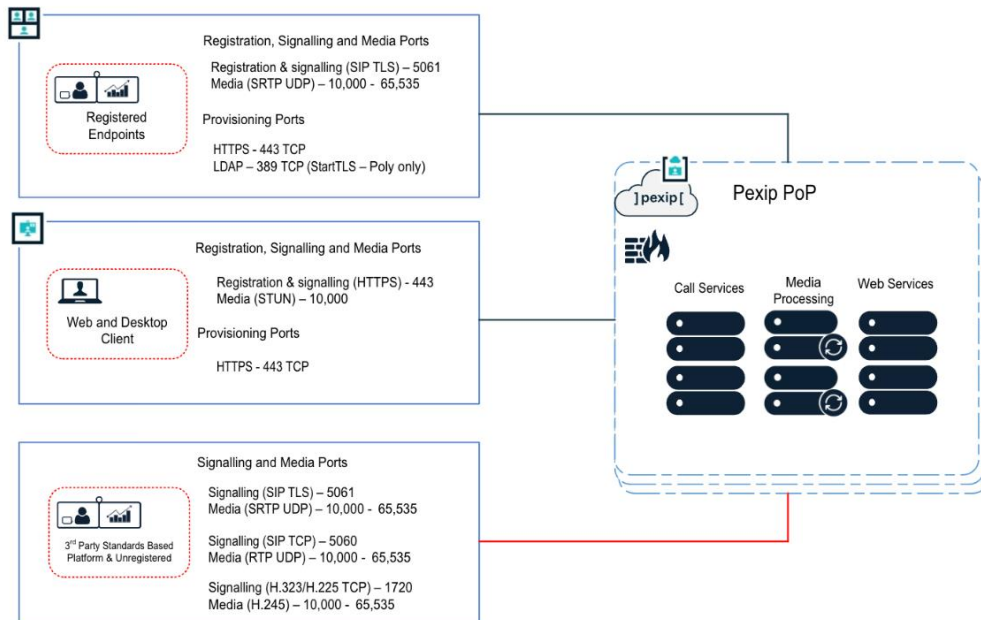 Registration, Signalling and Media Ports
Registration & signalling (SIP TLS) – 5061
Media (SRTP UDP) – 10,000 - 65,535
Registered
Endpoints
Provisioning Ports
HTTPS - 443 TCP
LDAP – 389 TCP (StartTLS – Poly only)
Registration, Signalling and Media Ports
Registration & signalling (HTTPS) - 443
Media (STUN) – 10,000
Web and Desktop
Client
Provisioning Ports
HTTPS - 443 TCP
Signalling and Media Ports
Signalling (SIP TLS) – 5061
Media (SRTP UDP) – 10,000 - 65,535
3rd Party Standards Based
Platform & Unregistered
Signalling (SIP TCP) – 5060
Media (RTP UDP) – 10,000 - 65,535
Signalling (H.323/H.225 TCP) – 1720
Media (H.245) – 10,000 – 65,535
]pexip[
Pexip PoP
Call Services
Media
Processing
Web Services